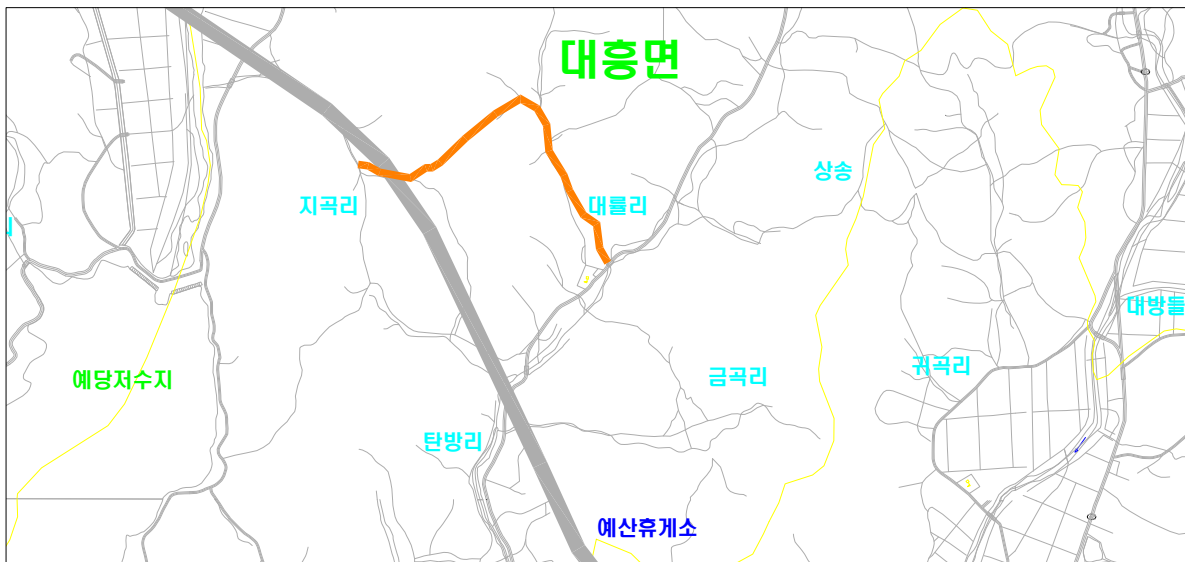 대흥면
상송
지곡리
대률리
대방들
예당저수지
금곡리
귀곡리
탄방리
예산휴게소